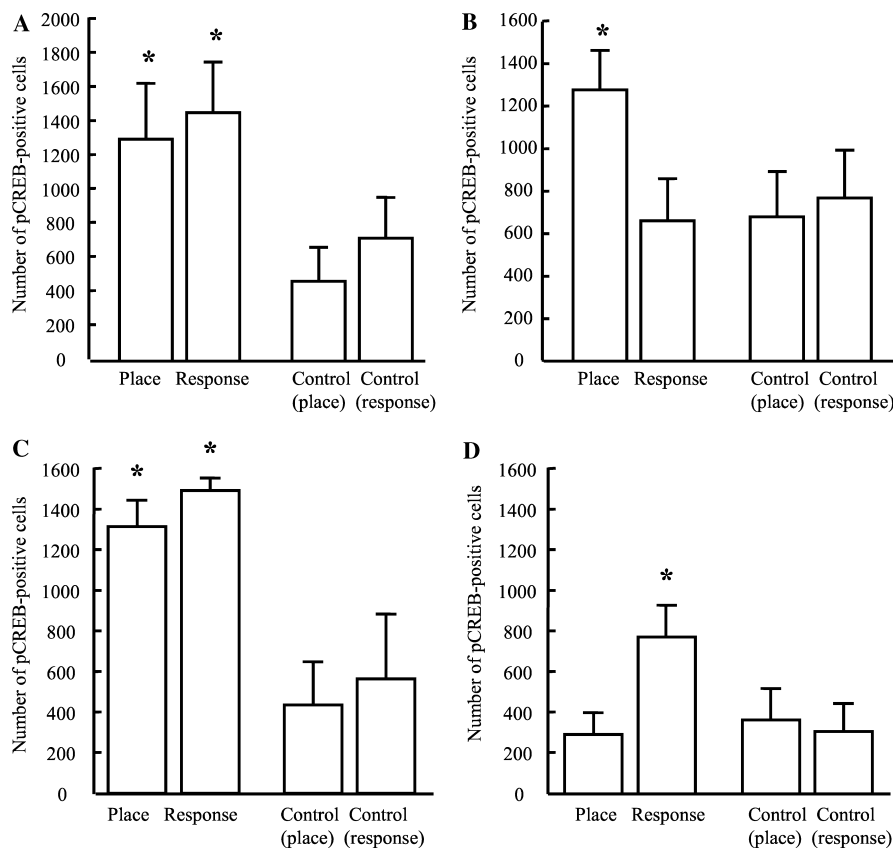 A
Number of pCREB-positive cells
2000
1800
1600
1400
1200
1000
800
600
400
200
0
*
*
Place Response Control Control
(place) (response)
B
Number of pCREB-positive cells
1600
1400
1200
1000
800
600
400
200
0
*
Place Response Control Control
(place) (response)
C
Number of pCREB-positive cells
1600
1400
1200
1000
800
600
400
200
0
*
*
Place Response Control Control
(place) (response)
D
Number of pCREB-positive cells
1600
1400
1200
1000
800
600
400
200
0
*
Place Response Control Control
(place) (response)